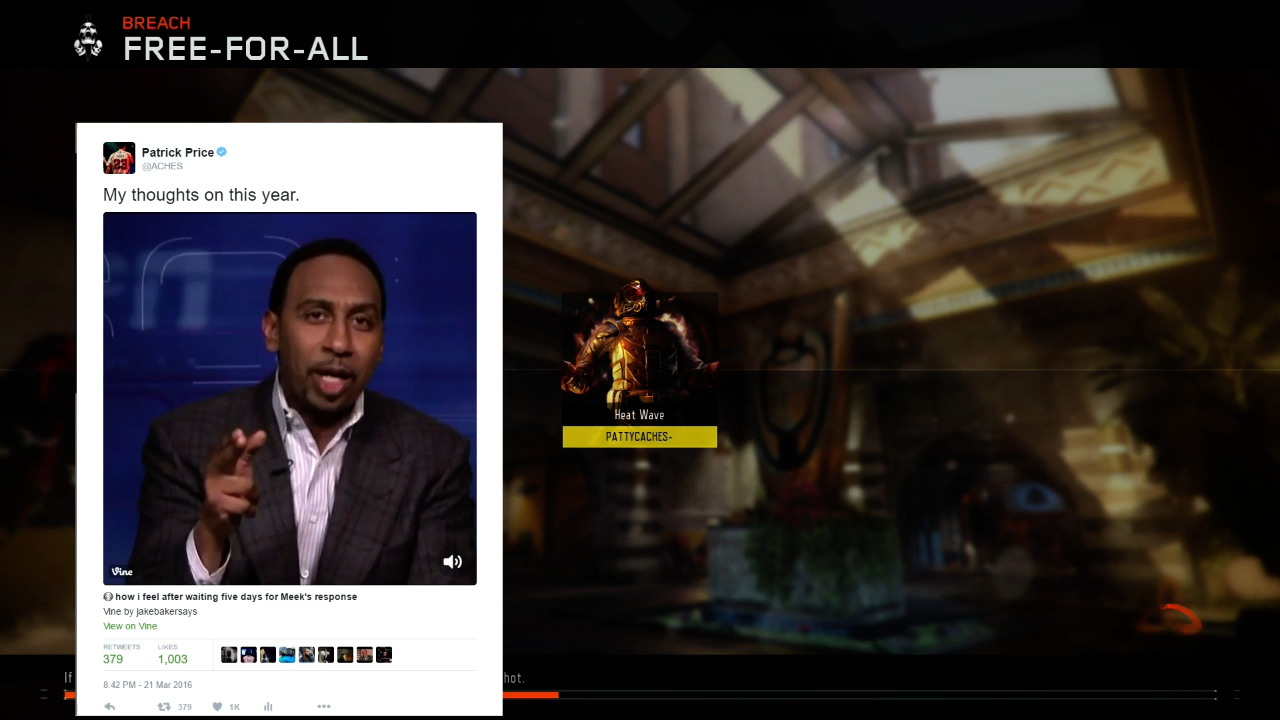 BREACH
FREE-FOR-ALL
Patrick Price
@ACHES
My thoughts on this year.
Vine
how i feel after waiting five days for Meek's response
Vine by jakebakersays
View on Vine
RETWEETS LIKES
379 1,003
8:42 PM - 21 Mar 2016
379 1K
Heat Wave
PATTYCACHES-
If
hot.